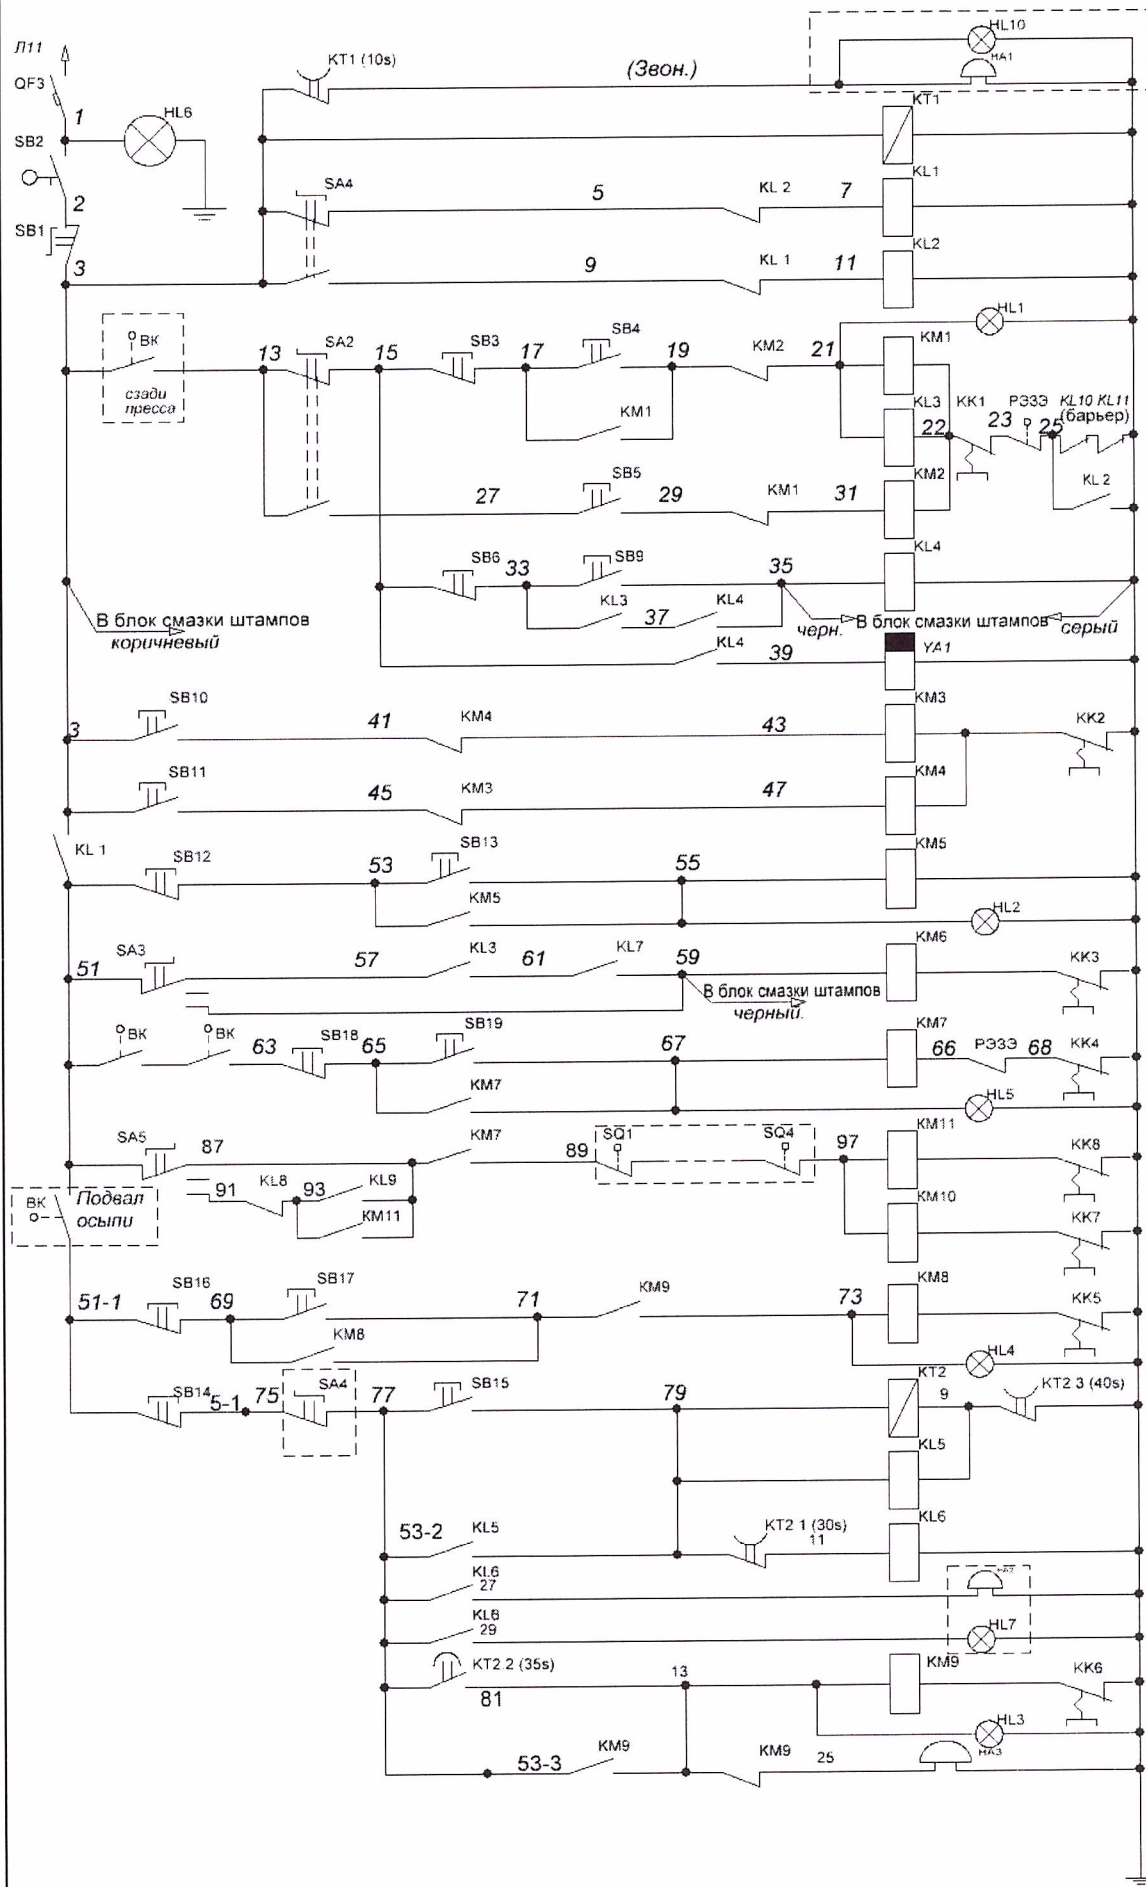 HL10
Л11
KT1 (10s)
(Звон.)
HA1
QF3
1
HL6
KT1
SB2
KL1
SA4
5
KL 2
7
2
SB1
KL2
3
9
KL 1
11
HL1
ВК
SA2
SB3
SB4
KM1
13
15
17
19
KM2
21
сзади
пресса
KL3
KK1
РЗЗЭ
KL10 KL11
(барьер)
KM1
22
23
25
KM2
SB5
27
29
KM1
31
KL 2
KL4
SB6
33
SB9
35
KL3
37
KL4
В блок смазки штампов
коричневый
черн.
В блок смазки штампов
серый
KL4
39
YA1
KM3
SB10
3
41
KM4
43
KK2
SB11
KM4
45
KM3
47
KL 1
SB12
SB13
KM5
53
55
KM5
HL2
SA3
KL3
KL7
KM6
51
57
61
59
KK3
В блок смазки штампов
черный.
ВК
ВК
63
SB18
65
SB19
67
KM7
66
РЗЗЭ
68
KK4
KM7
HL5
SA5
87
KM7
89
SQ1
SQ4
97
KM11
KK8
91
KL8
93
KL9
ВК
Подвал
осыпи
KM11
KM10
KK7
SB16
SB17
KM8
51-1
69
71
KM9
73
KK5
KM8
HL4
SB14
5-1
75
SA4
77
SB15
79
KT2
9
KT2 3 (40s)
KL5
53-2
KL5
KT2 1 (30s)
11
KL6
KL6
27
HA2
KL6
29
HL7
KT2.2 (35s)
81
13
KM9
KK6
HL3
53-3
KM9
KM9
25
HA3